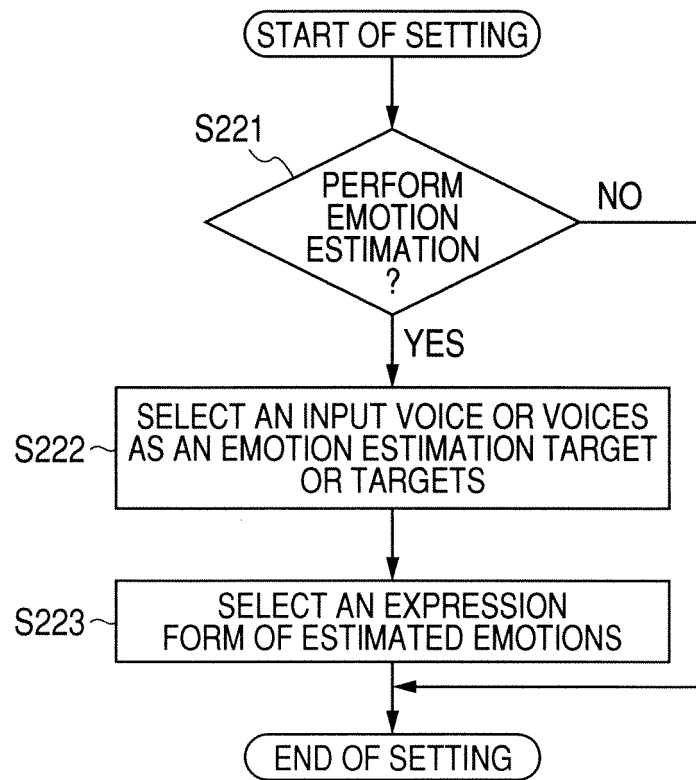 START OF SETTING
S221
PERFORM
EMOTION
ESTIMATION
?
NO
YES
S222
SELECT AN INPUT VOICE OR VOICES
AS AN EMOTION ESTIMATION TARGET
OR TARGETS
S223
SELECT AN EXPRESSION
FORM OF ESTIMATED EMOTIONS
END OF SETTING